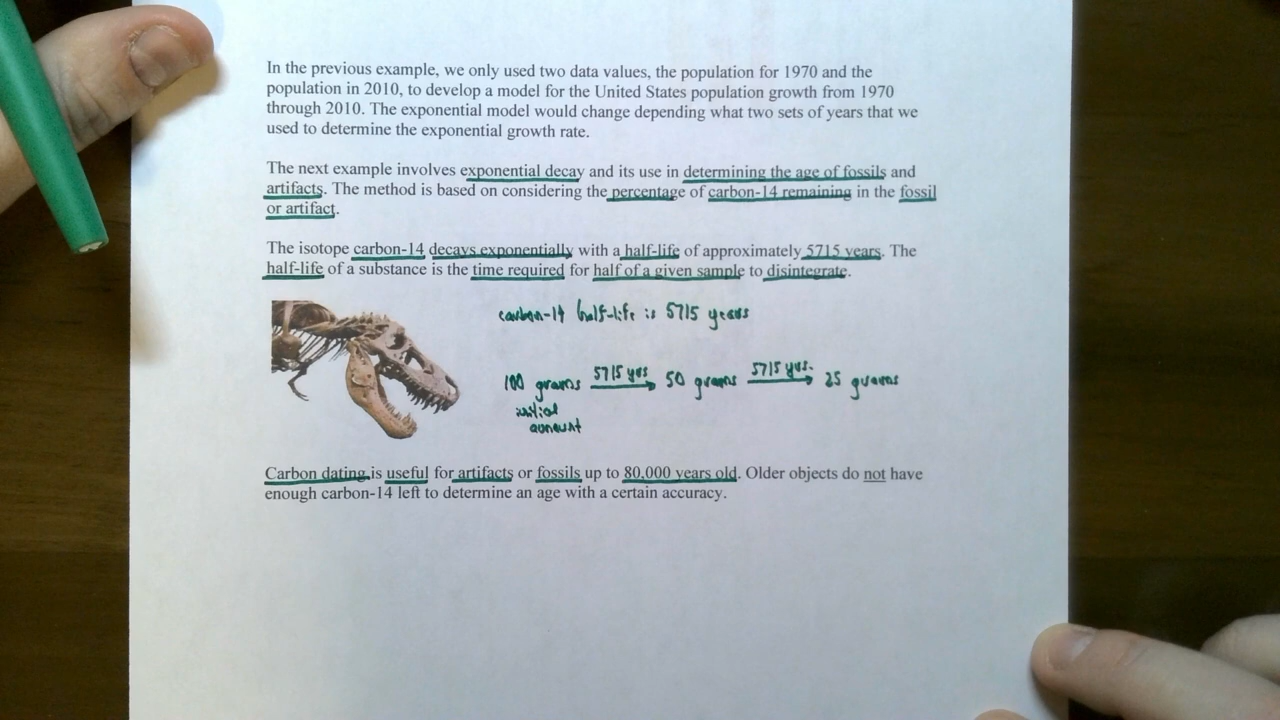 In the previous example, we only used two data values, the population for 1970 and the
population in 2010, to develop a model for the United States population growth from 1970
through 2010. The exponential model would change depending what two sets of years that we
used to determine the exponential growth rate.
The next example involves exponential decay and its use in determining the age of fossils and
artifacts. The method is based on considering the percentage of carbon-14 remaining in the fossil
or artifact.
The isotope carbon-14 decays exponentially with a half-life of approximately 5715 years. The
half-life of a substance is the time required for half of a given sample to disintegrate.
carbon-14 half-life is 5715 years
5715 yrs 5715 yrs.
100 grams 50 grams 25 grams
initial
amount
Carbon dating is useful for artifacts or fossils up to 80,000 years old. Older objects do not have
enough carbon-14 left to determine an age with a certain accuracy.